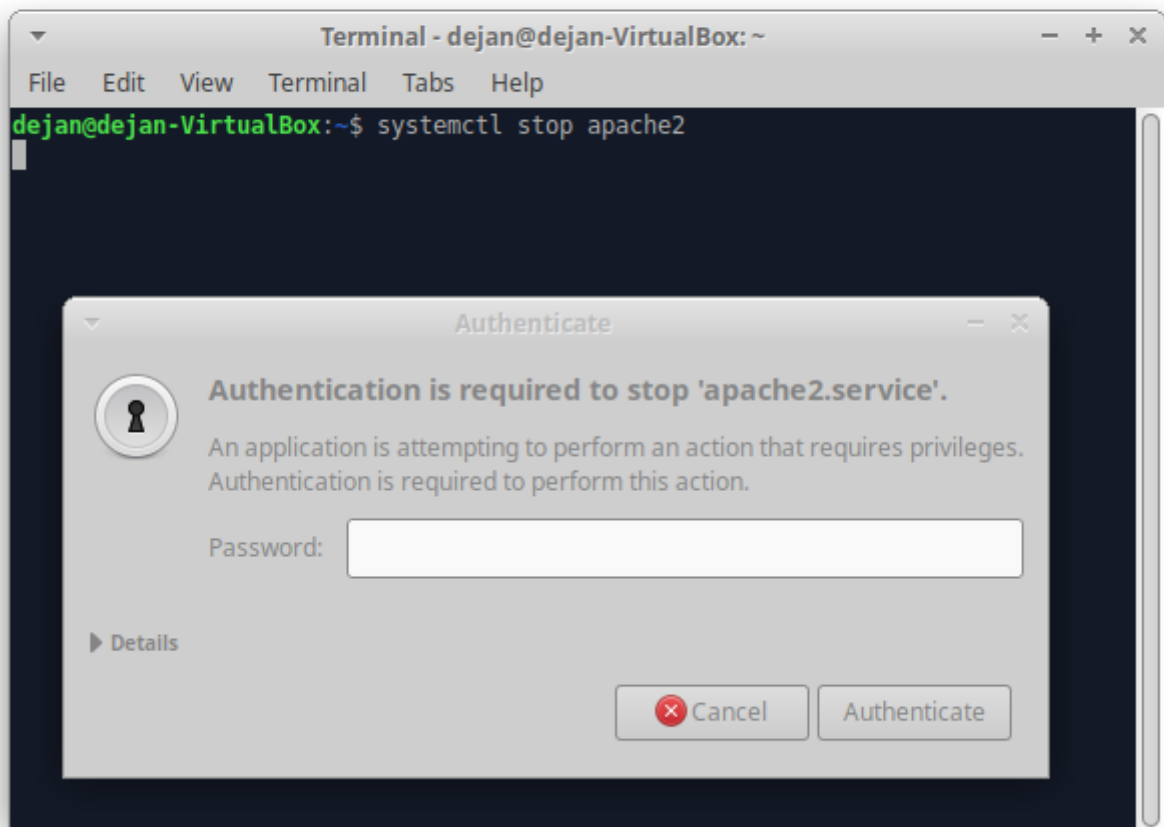 Terminal - dejan@dejan-VirtualBox: ~
File Edit View Terminal Tabs Help
dejan@dejan-VirtualBox:~$ systemctl stop apache2
Authenticate
Authentication is required to stop 'apache2.service'.
An application is attempting to perform an action that requires privileges.
Authentication is required to perform this action.
Password:
Details
Cancel Authenticate